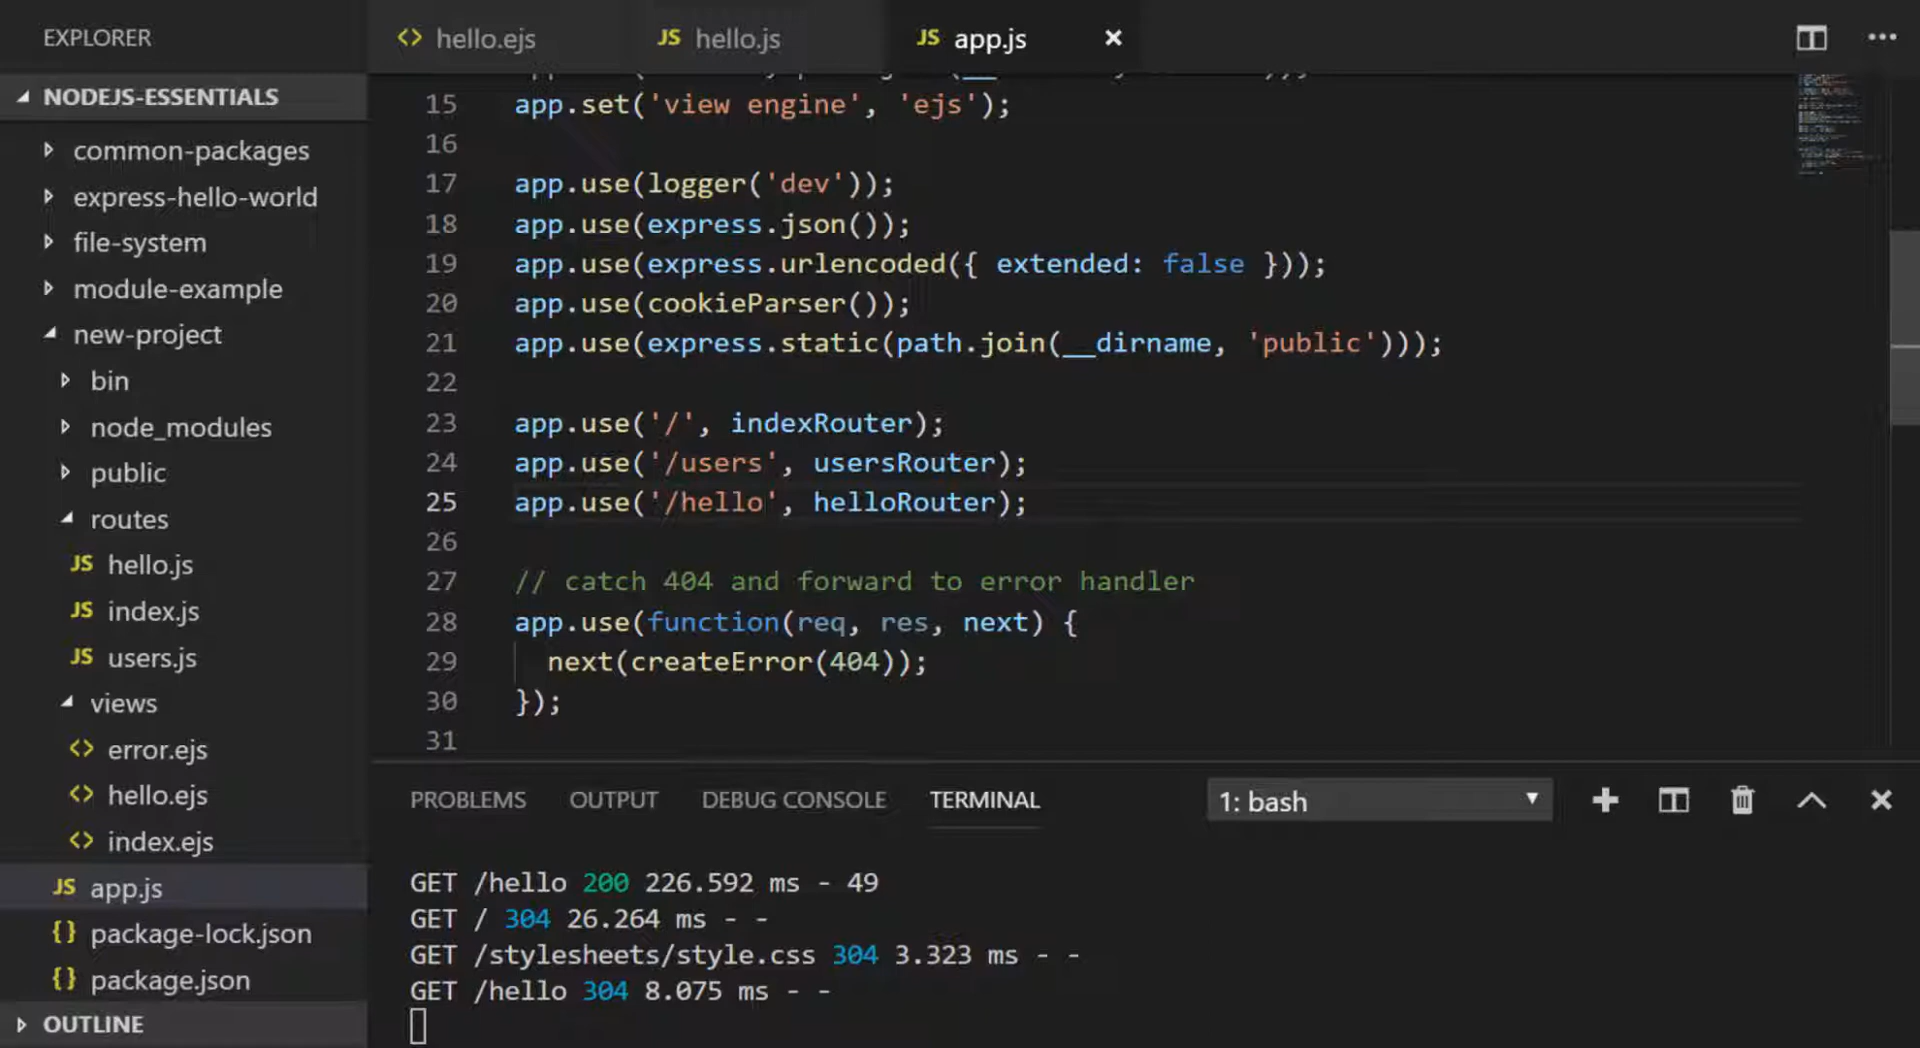 EXPLORER
hello.ejs
JS hello.js
JS app.js
NODEJS-ESSENTIALS
common-packages
express-hello-world
file-system
module-example
new-project
bin
node_modules
public
routes
JS hello.js
JS index.js
JS users.js
views
error.ejs
hello.ejs
index.ejs
JS app.js
{} package-lock.json
{} package.json
OUTLINE
15 app.set('view engine', 'ejs');
16
17 app.use(logger('dev'));
18 app.use(express.json());
19 app.use(express.urlencoded({ extended: false }));
20 app.use(cookieParser());
21 app.use(express.static(path.join(__dirname, 'public')));
22
23 app.use('/', indexRouter);
24 app.use('/users', usersRouter);
25 app.use('/hello', helloRouter);
26
27 // catch 404 and forward to error handler
28 app.use(function(req, res, next) {
29 next(createError(404));
30 });
31
PROBLEMS OUTPUT DEBUG CONSOLE TERMINAL 1: bash
GET /hello 200 226.592 ms - 49
GET / 304 26.264 ms - -
GET /stylesheets/style.css 304 3.323 ms - -
GET /hello 304 8.075 ms - -